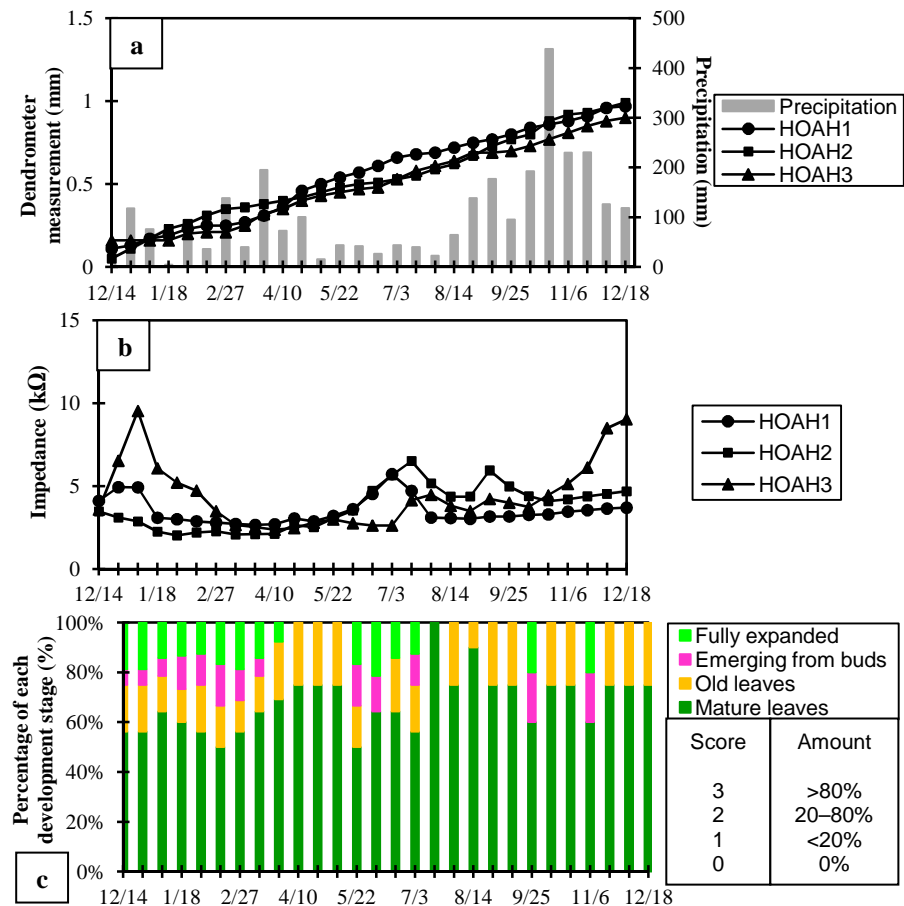 a
Dendrometer
measurement (mm)
1.5
1
0.5
0
500
400
300
200
100
0
Precipitation (mm)
12/14 1/18 2/27 4/10 5/22 7/3 8/14 9/25 11/6 12/18
Precipitation
HOAH1
HOAH2
HOAH3
b
Impedance (kΩ)
15
10
5
0
12/14 1/18 2/27 4/10 5/22 7/3 8/14 9/25 11/6 12/18
HOAH1
HOAH2
HOAH3
c
Percentage of each
development stage (%)
100%
80%
60%
40%
20%
0%
12/14 1/18 2/27 4/10 5/22 7/3 8/14 9/25 11/6 12/18
Fully expanded
Emerging from buds
Old leaves
Mature leaves
Score Amount
3 >80%
2 20–80%
1 <20%
0 0%